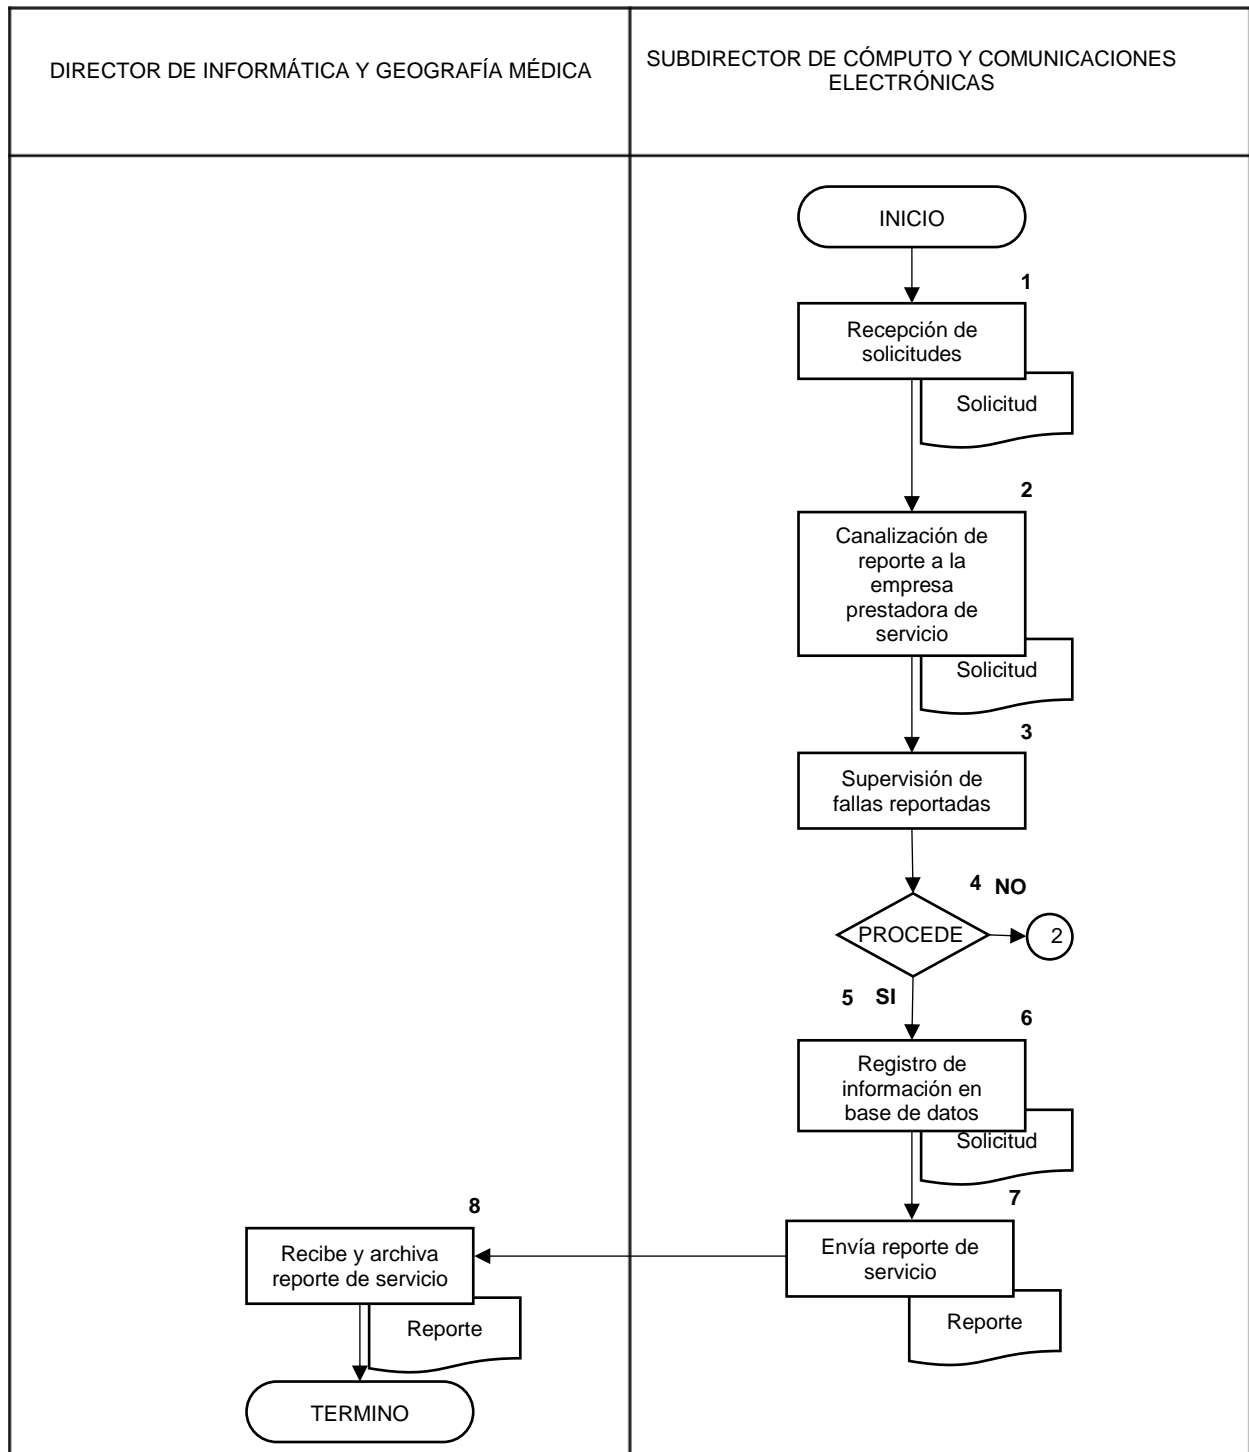 DIRECTOR DE INFORMÁTICA Y GEOGRAFÍA MÉDICA
SUBDIRECTOR DE CÓMPUTO Y COMUNICACIONES
ELECTRÓNICAS
INICIO
1
Recepción de
solicitudes
Solicitud
2
Canalización de
reporte a la
empresa
prestadora de
servicio
Solicitud
3
Supervisión de
fallas reportadas
4 NO
PROCEDE
2
5 SI
6
Registro de
información en
base de datos
Solicitud
7
Envía reporte de
servicio
Reporte
8
Recibe y archiva
reporte de servicio
Reporte
TERMINO